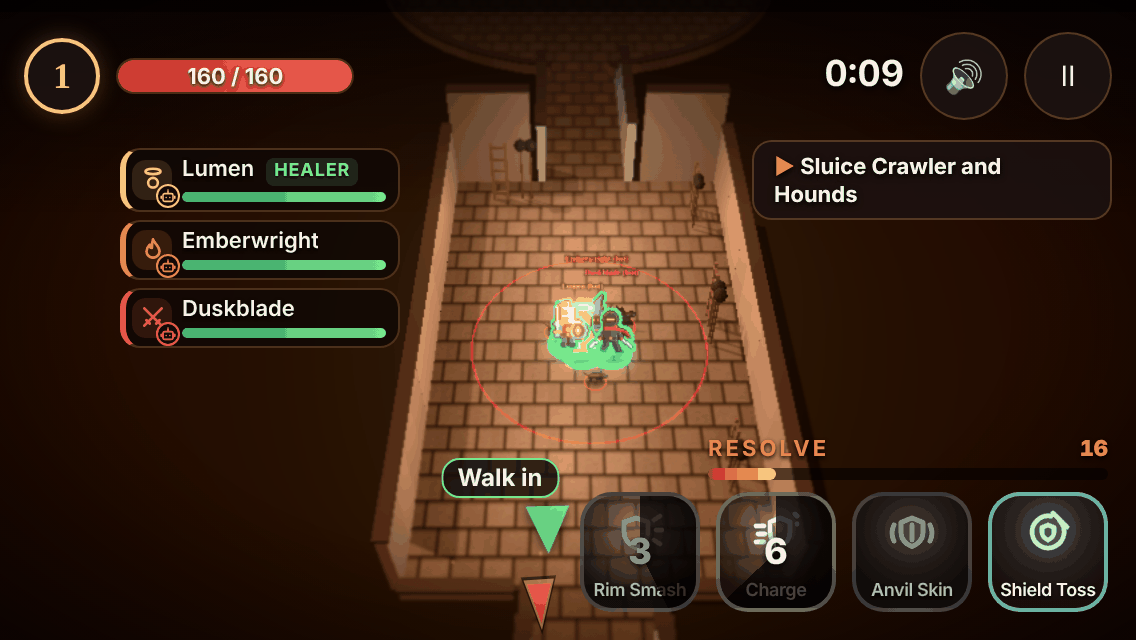 1
160 / 160
0:09
Lumen HEALER
Emberwright
Duskblade
Sluice Crawler and
Hounds
Walk in
RESOLVE 16
3
Rim Smash
6
Charge
Anvil Skin
Shield Toss